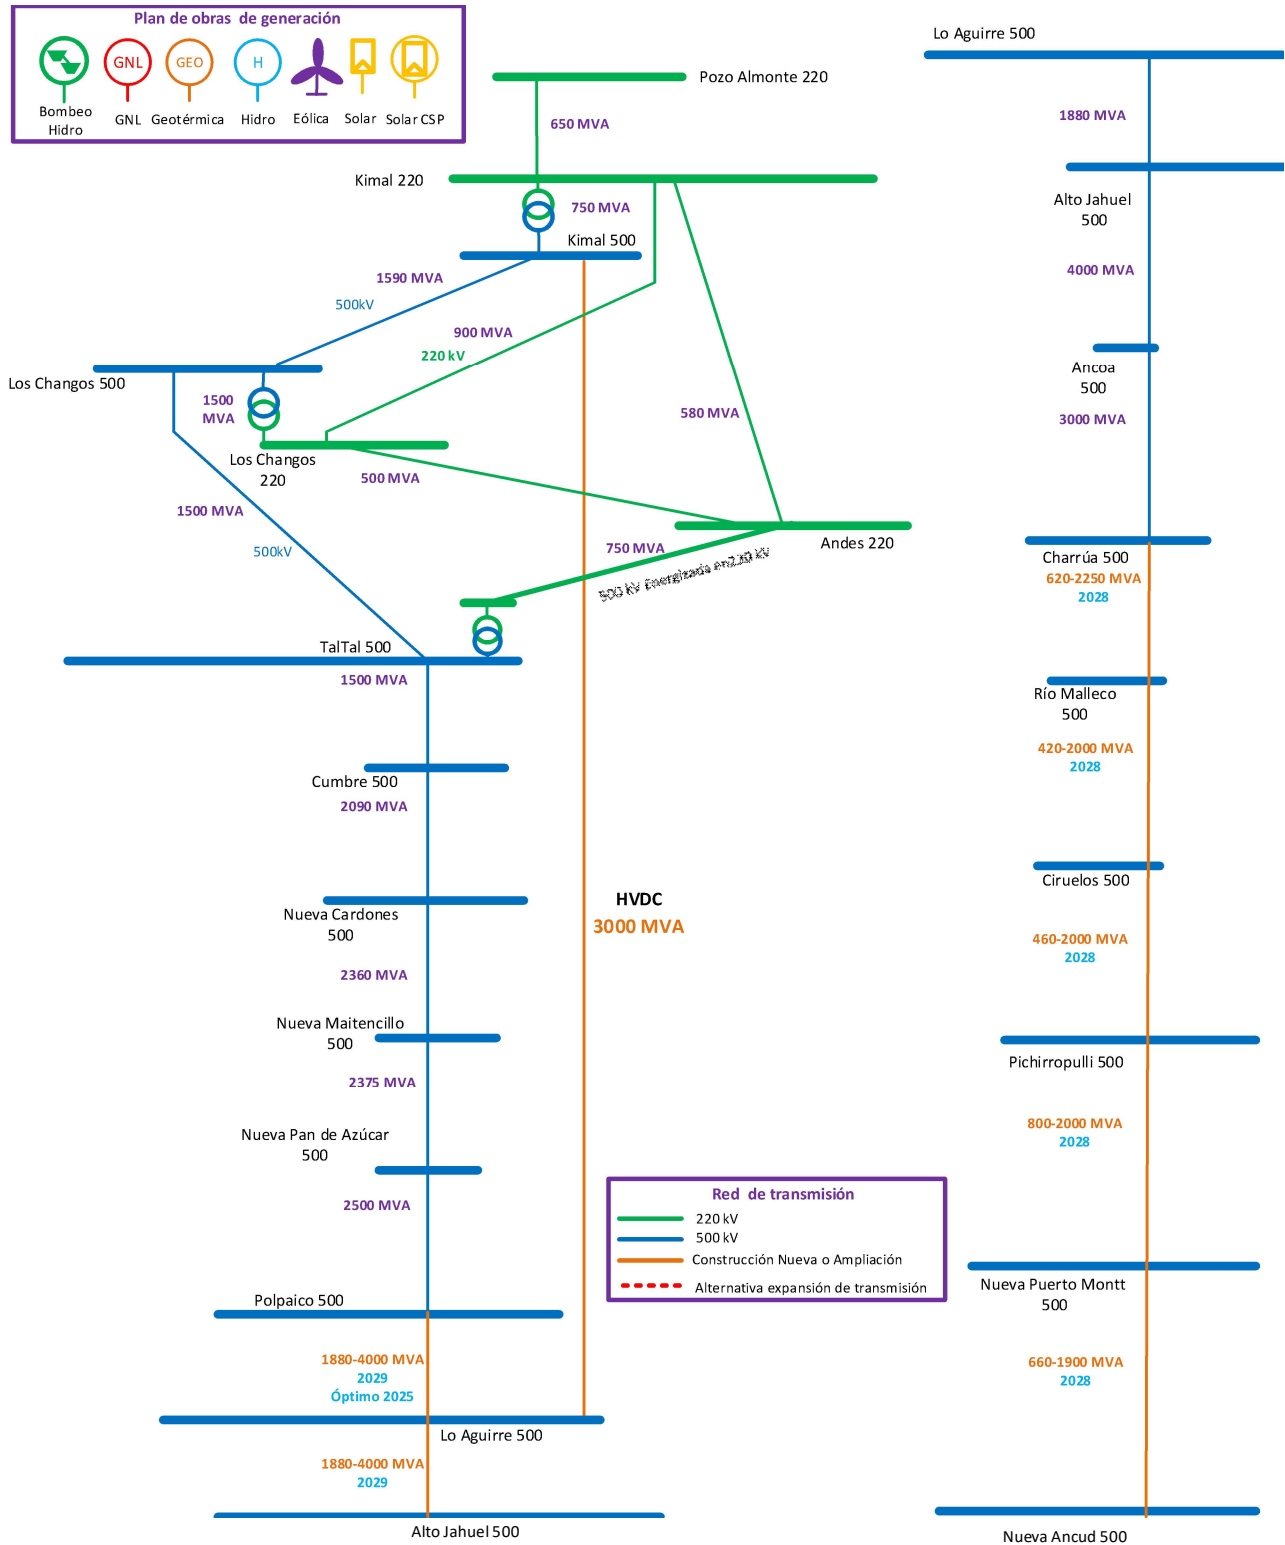 Plan de obras de generación
GNL
GEO
H
Bombeo
Hidro
GNL
Geotérmica
Hidro
Eólica
Solar
Solar CSP
Pozo Almonte 220
650 MVA
Kimal 220
750 MVA
Kimal 500
1590 MVA
500kV
900 MVA
220 kV
Los Changos 500
1500
MVA
580 MVA
Los Changos
220
500 MVA
1500 MVA
500kV
750 MVA
Andes 220
500 kV Energizada en220 kV
TalTal 500
1500 MVA
Cumbre 500
2090 MVA
Nueva Cardones
500
HVDC
3000 MVA
2360 MVA
Nueva Maitencillo
500
2375 MVA
Nueva Pan de Azúcar
500
2500 MVA
Polpaico 500
1880-4000 MVA
2029
Óptimo 2025
Lo Aguirre 500
1880-4000 MVA
2029
Alto Jahuel 500
Red de transmisión
220 kV
500 kV
Construcción Nueva o Ampliación
Alternativa expansión de transmisión
Lo Aguirre 500
1880 MVA
Alto Jahuel
500
4000 MVA
Ancoa
500
3000 MVA
Charrúa 500
620-2250 MVA
2028
Río Malleco
500
420-2000 MVA
2028
Ciruelos 500
460-2000 MVA
2028
Pichirropulli 500
800-2000 MVA
2028
Nueva Puerto Montt
500
660-1900 MVA
2028
Nueva Ancud 500